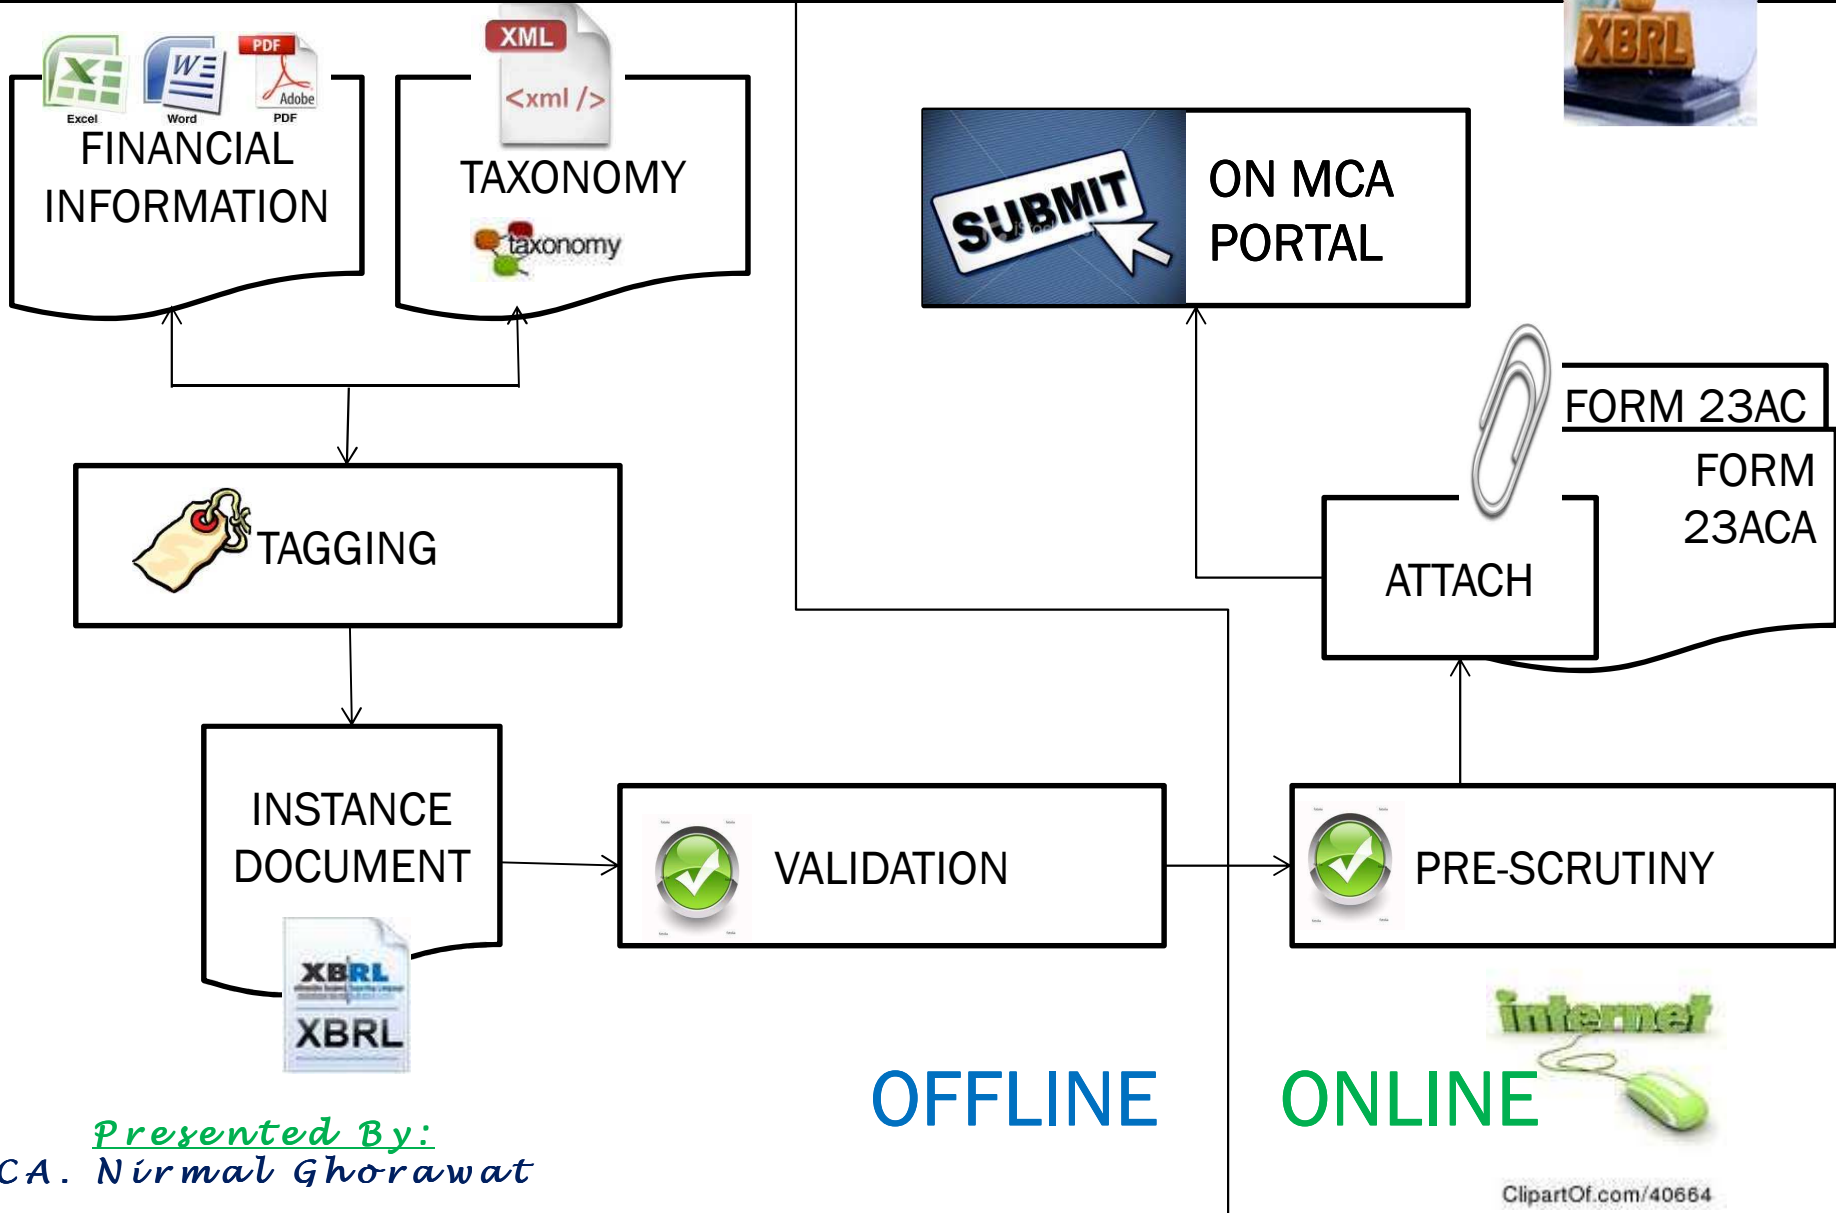 XBRL
PDF
Adobe
Excel
Word
PDF
FINANCIAL
INFORMATION
XML
<xml />
TAXONOMY
taxonomy
SUBMIT
ON MCA
PORTAL
FORM 23AC
FORM
23ACA
ATTACH
TAGGING
INSTANCE
DOCUMENT
XBRL
XBRL
VALIDATION
PRE-SCRUTINY
OFFLINE
ONLINE
internet
Presented By:
CA. Nirmal Ghorawat
ClipartOf.com/40664